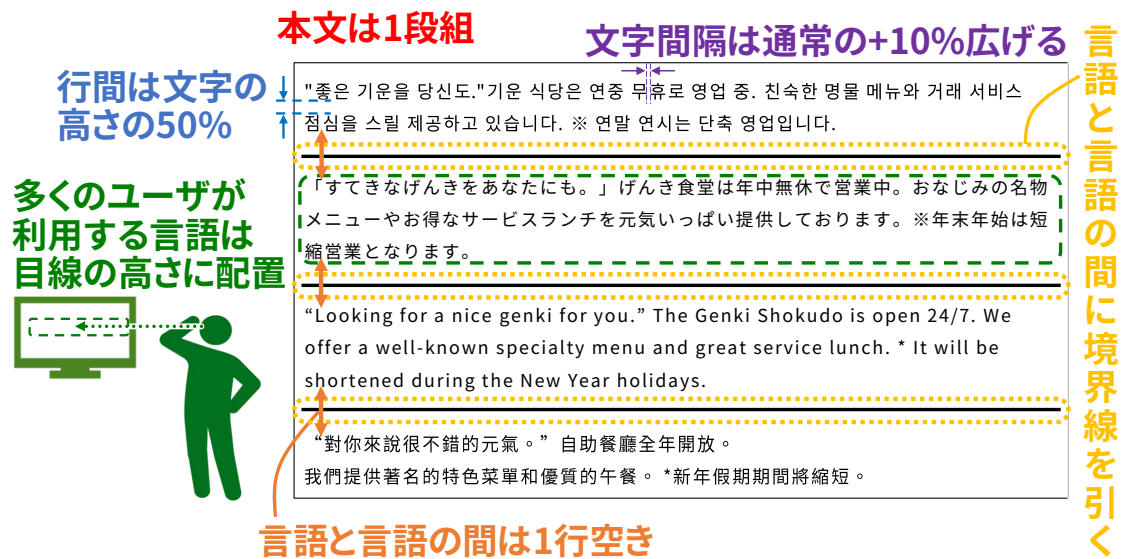 本文は1段組
文字間隔は通常の+10%広げる
行間は文字の
高さの50%
"좋은 기운을 당신도."기운 식당은 연중 무휴로 영업 중. 친숙한 명물 메뉴와 거래 서비스
점심을 스릴 제공하고 있습니다. ※ 연말 연시는 단축 영업입니다.
多くのユーザが
利用する言語は
目線の高さに配置
「すてきなげんきをあなたにも。」げんき食堂は年中無休で営業中。おなじみの名物
メニューやお得なサービスランチを元気いっぱい提供しております。※年末年始は短
縮営業となります。
“Looking for a nice genki for you.” The Genki Shokudo is open 24/7. We
offer a well-known specialty menu and great service lunch. * It will be
shortened during the New Year holidays.
“對你來說很不錯的元氣。” 自助餐廳全年開放。
我們提供著名的特色菜單和優質的午餐。 *新年假期期間將縮短。
言語と言語の間は1行空き
言語と言語の間に境界線を引く